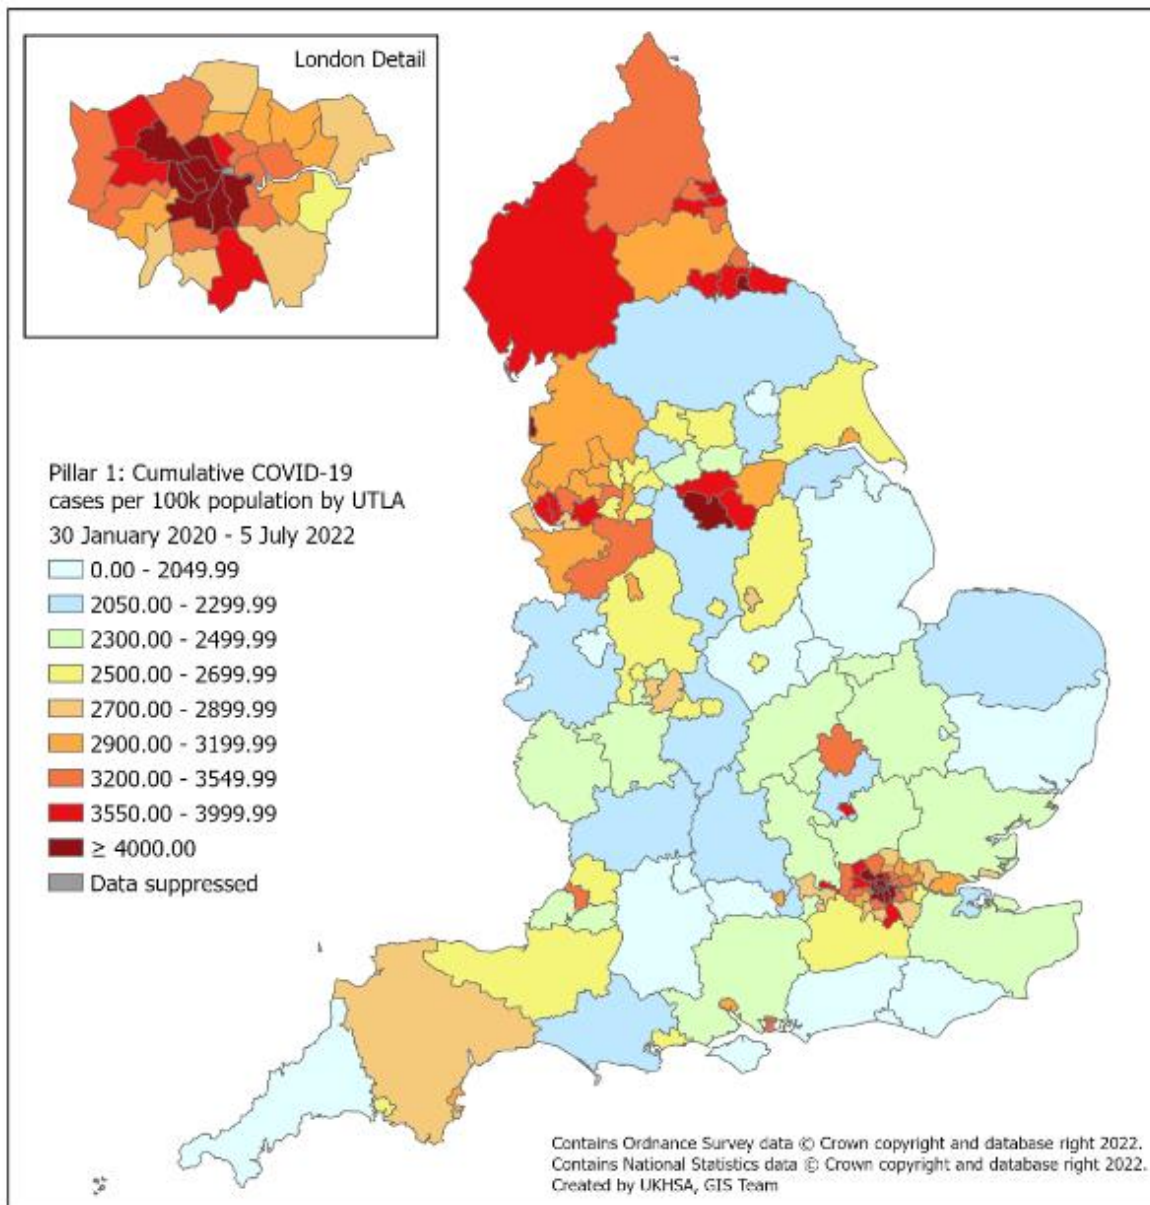 London Detail
Pillar 1: Cumulative COVID-19
cases per 100k population by UTLA
30 January 2020 - 5 July 2022
0.00 - 2049.99
2050.00 - 2299.99
2300.00 - 2499.99
2500.00 - 2699.99
2700.00 - 2899.99
2900.00 - 3199.99
3200.00 - 3549.99
3550.00 - 3999.99
≥ 4000.00
Data suppressed
Contains Ordnance Survey data © Crown copyright and database right 2022.
Contains National Statistics data © Crown copyright and database right 2022.
Created by UKHSA, GIS Team